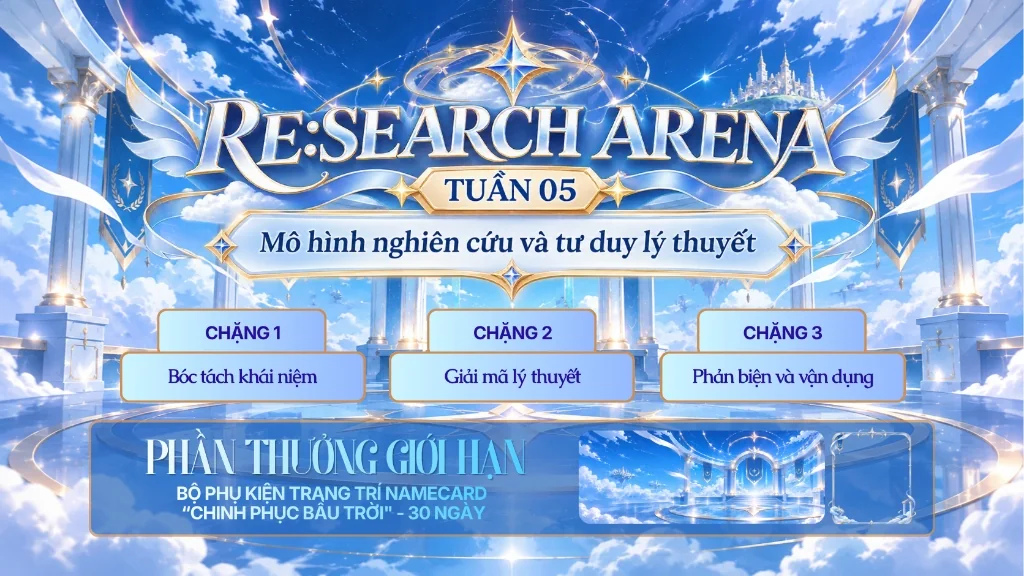 RE:SEARCH ARENA
TUẦN 05
Mô hình nghiên cứu và tư duy lý thuyết
CHẶNG 1
CHẶNG 2
CHẶNG 3
Bóc tách khái niệm
Giải mã lý thuyết
Phản biện và vận dụng
PHẦN THƯỞNG GIỚI HẠN
BỘ PHỤ KIỆN TRANG TRÍ NAMECARD
“CHINH PHỤC BẦU TRỜI" - 30 NGÀY